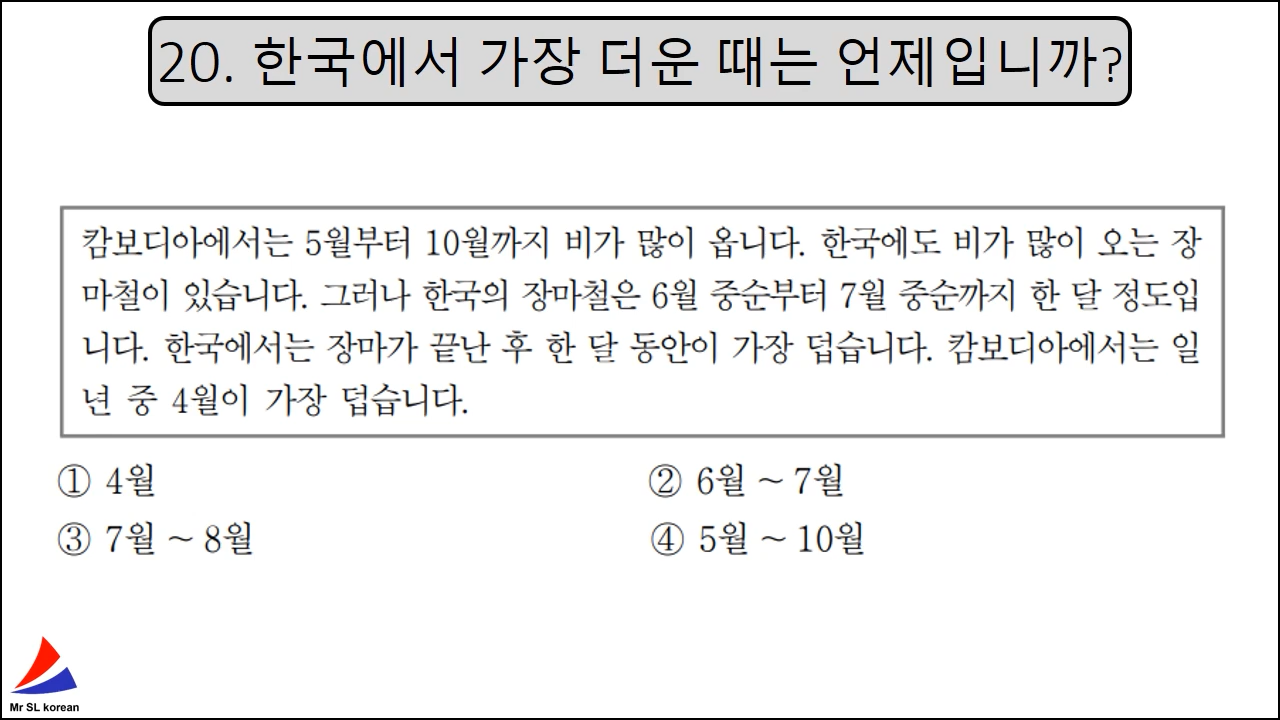 20. 한국에서 가장 더운 때는 언제입니까?
캄보디아에서는 5월부터 10월까지 비가 많이 옵니다. 한국에도 비가 많이 오는 장
마철이 있습니다. 그러나 한국의 장마철은 6월 중순부터 7월 중순까지 한 달 정도입
니다. 한국에서는 장마가 끝난 후 한 달 동안이 가장 덥습니다. 캄보디아에서는 일
년 중 4월이 가장 덥습니다.
① 4월
② 6월 ~ 7월
③ 7월 ~ 8월
④ 5월 ~ 10월
Mr SL korean